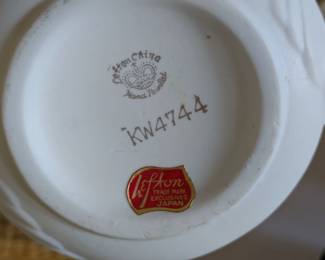 Lefton China
Hand Painted
KW4744
Lefton
TRADE MARK
EXCLUSIVES
JAPAN